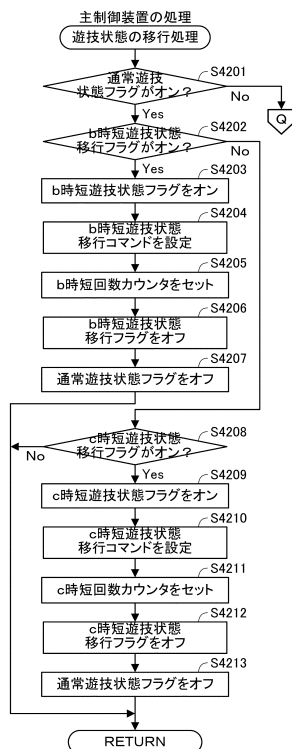 主制御装置の処理
遊技状態の移行処理
通常遊技
状態フラグがオン?
S4201
No
Q
Yes
b時短遊技状態
移行フラグがオン?
S4202
No
Yes
S4203
b時短遊技状態フラグをオン
S4204
b時短遊技状態
移行コマンドを設定
S4205
b時短回数カウンタをセット
S4206
b時短遊技状態
移行フラグをオフ
S4207
通常遊技状態フラグをオフ
c時短遊技状態
移行フラグがオン?
S4208
No
Yes
S4209
c時短遊技状態フラグをオン
S4210
c時短遊技状態
移行コマンドを設定
S4211
c時短回数カウンタをセット
S4212
c時短遊技状態
移行フラグをオフ
S4213
通常遊技状態フラグをオフ
RETURN